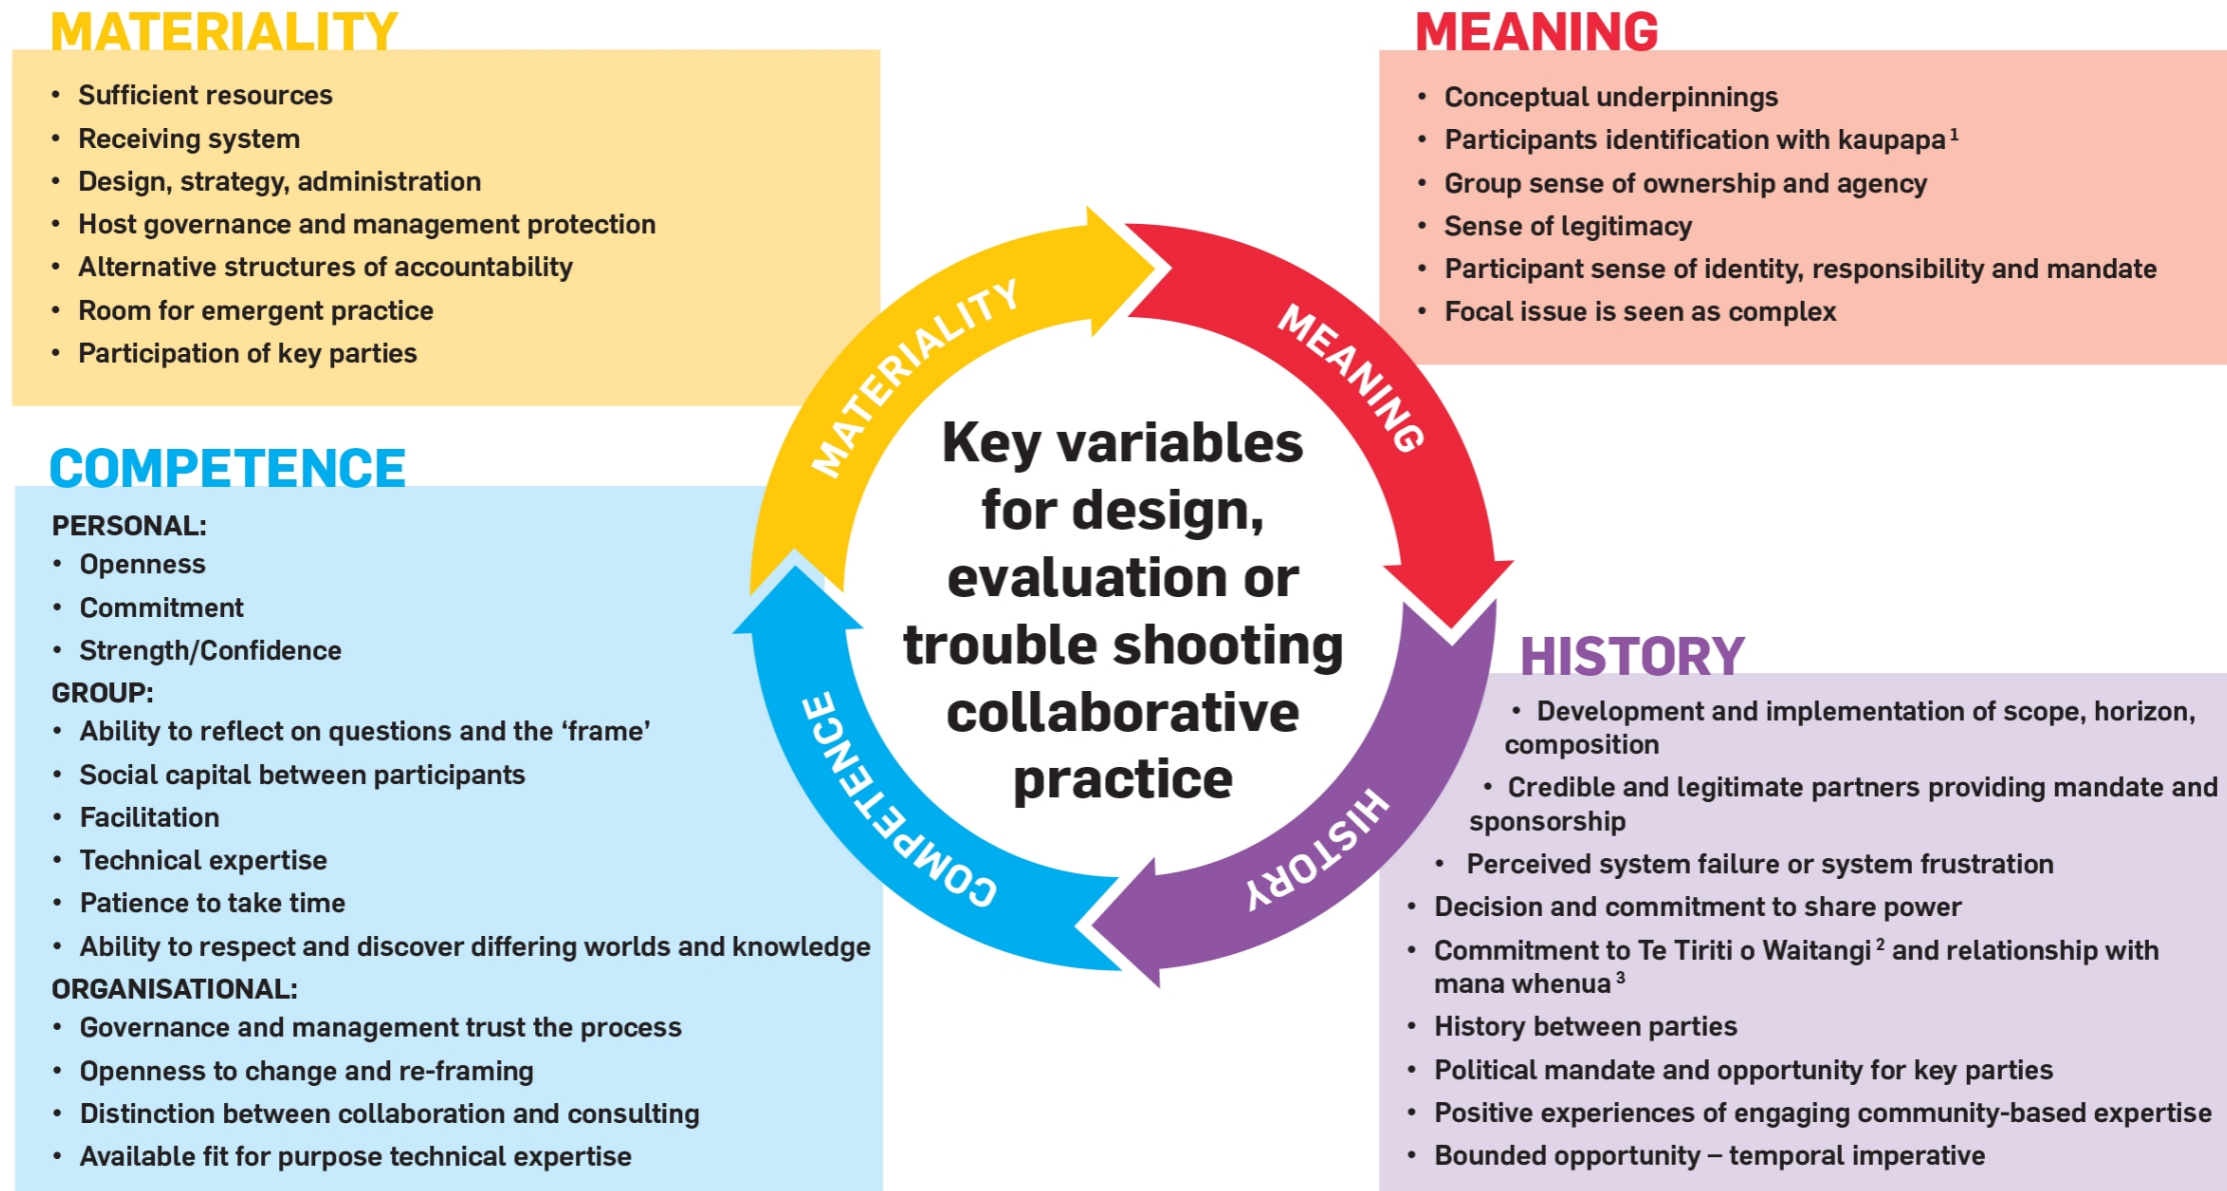 MATERIALITY
• Sufficient resources
• Receiving system
• Design, strategy, administration
• Host governance and management protection
• Alternative structures of accountability
• Room for emergent practice
• Participation of key parties
MEANING
• Conceptual underpinnings
• Participants identification with kaupapa¹
• Group sense of ownership and agency
• Sense of legitimacy
• Participant sense of identity, responsibility and mandate
• Focal issue is seen as complex
COMPETENCE
PERSONAL:
• Openness
• Commitment
• Strength/Confidence
GROUP:
• Ability to reflect on questions and the ‘frame’
• Social capital between participants
• Facilitation
• Technical expertise
• Patience to take time
• Ability to respect and discover differing worlds and knowledge
ORGANISATIONAL:
• Governance and management trust the process
• Openness to change and re-framing
• Distinction between collaboration and consulting
• Available fit for purpose technical expertise
MATERIALITY
MEANING
HISTORY
COMPETENCE
Key variables
for design,
evaluation or
trouble shooting
collaborative
practice
HISTORY
• Development and implementation of scope, horizon,
composition
• Credible and legitimate partners providing mandate and
sponsorship
• Perceived system failure or system frustration
• Decision and commitment to share power
• Commitment to Te Tiriti o Waitangi² and relationship with
mana whenua³
• History between parties
• Political mandate and opportunity for key parties
• Positive experiences of engaging community-based expertise
• Bounded opportunity – temporal imperative